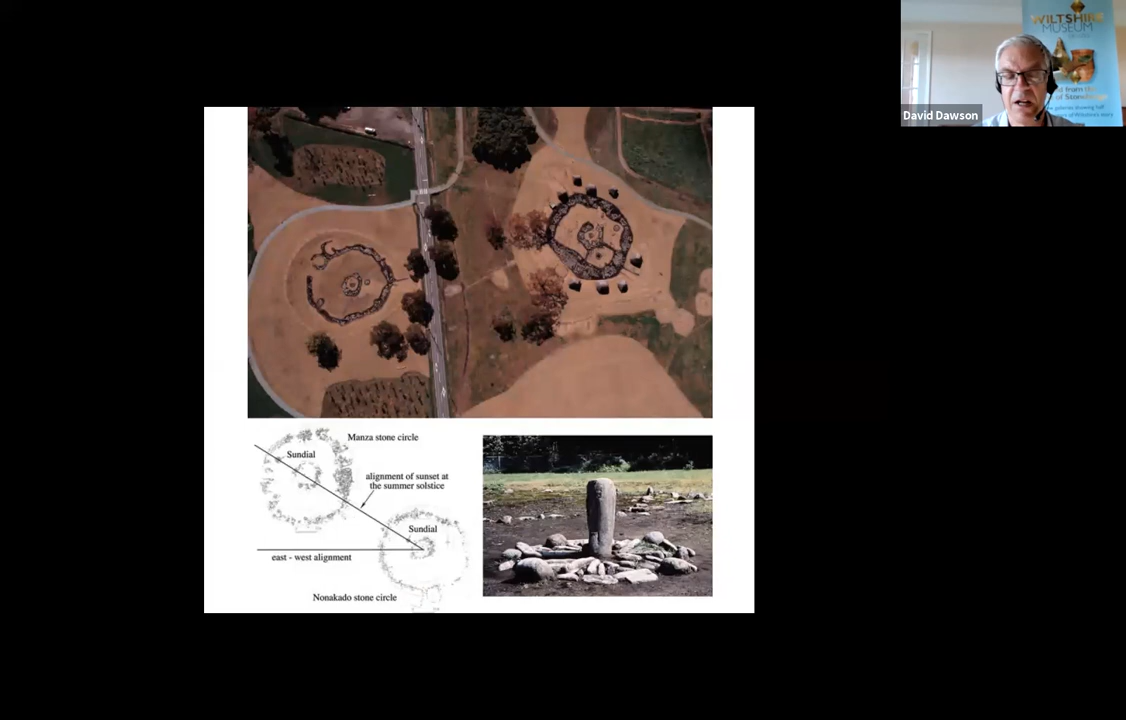 WILTSHIRE
MUSEUM
David Dawson
Manza stone circle
Sundial
alignment of sunset at
the summer solstice
Sundial
east - west alignment
Nonakado stone circle